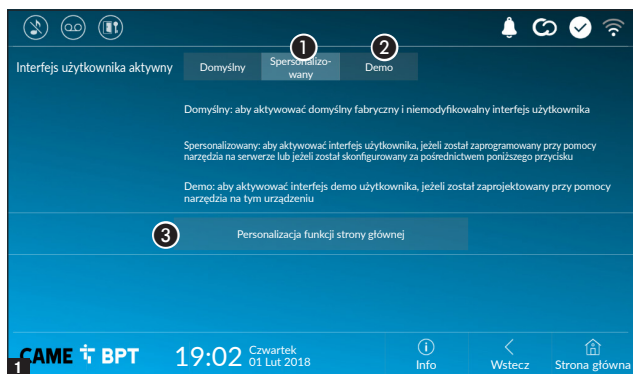 1
2
Interfejs użytkownika aktywny
Domyślny
Spersonalizo-
wany
Demo
Domyślny: aby aktywować domyślny fabryczny i niemodyfikowalny interfejs użytkownika
Spersonalizowany: aby aktywować interfejs użytkownika, jeżeli został zaprogramowany przy pomocy
narzędzia na serwerze lub jeżeli został skonfigurowany za pośrednictwem poniższego przycisku
Demo: aby aktywować interfejs demo użytkownika, jeżeli został zaprojektowany przy pomocy
narzędzia na tym urządzeniu
3
Personalizacja funkcji strony głównej
CAME BPT
19:02
Czwartek
01 Lut 2018
Info
Wstecz
Strona główna
1